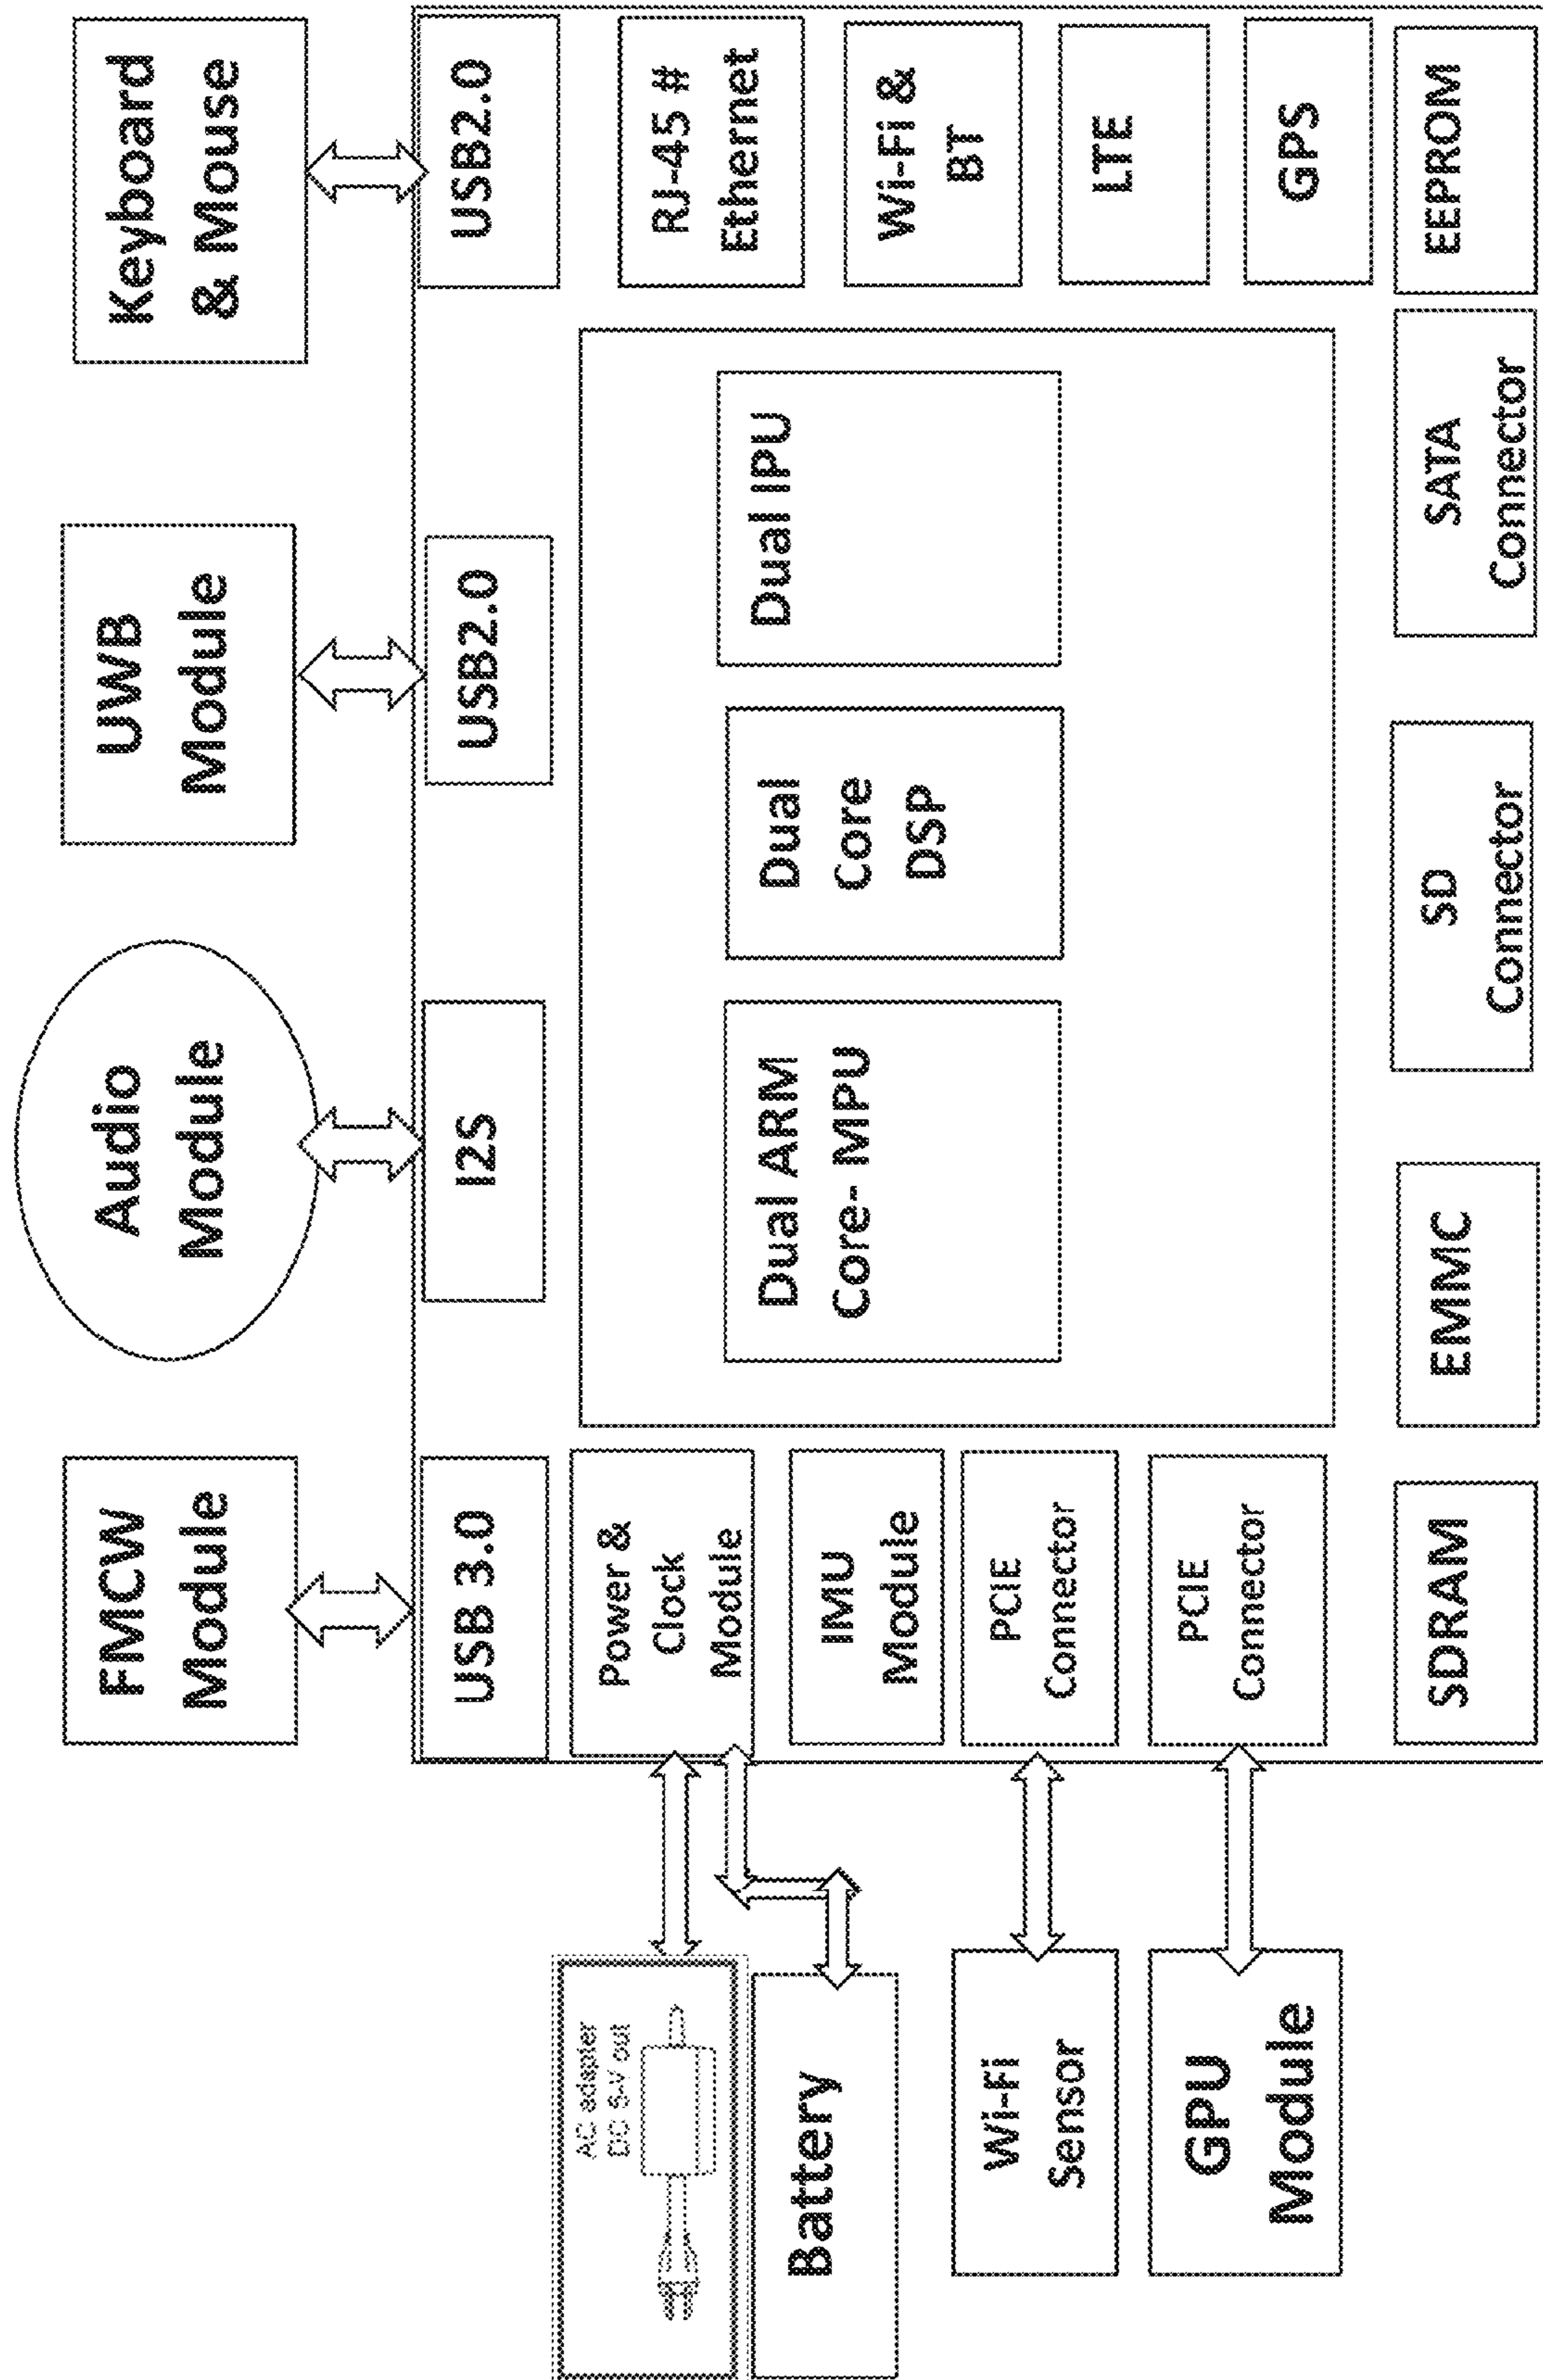 FMCW
Module
Audio
Module
UWB
Module
Keyboard
& Mouse
USB 3.0
I2S
USB2.0
USB2.0
AC adapter
DC 5-V out
Power &
Clock
Module
RJ-45 #
Ethernet
Battery
IMU
Module
Dual ARM
Core- MPU
Dual
Core
DSP
Dual IPU
Wi-Fi &
BT
Wi-Fi
Sensor
PCIE
Connector
LTE
GPU
Module
PCIE
Connector
GPS
SDRAM
EMMC
SD
Connector
SATA
Connector
EEPROM